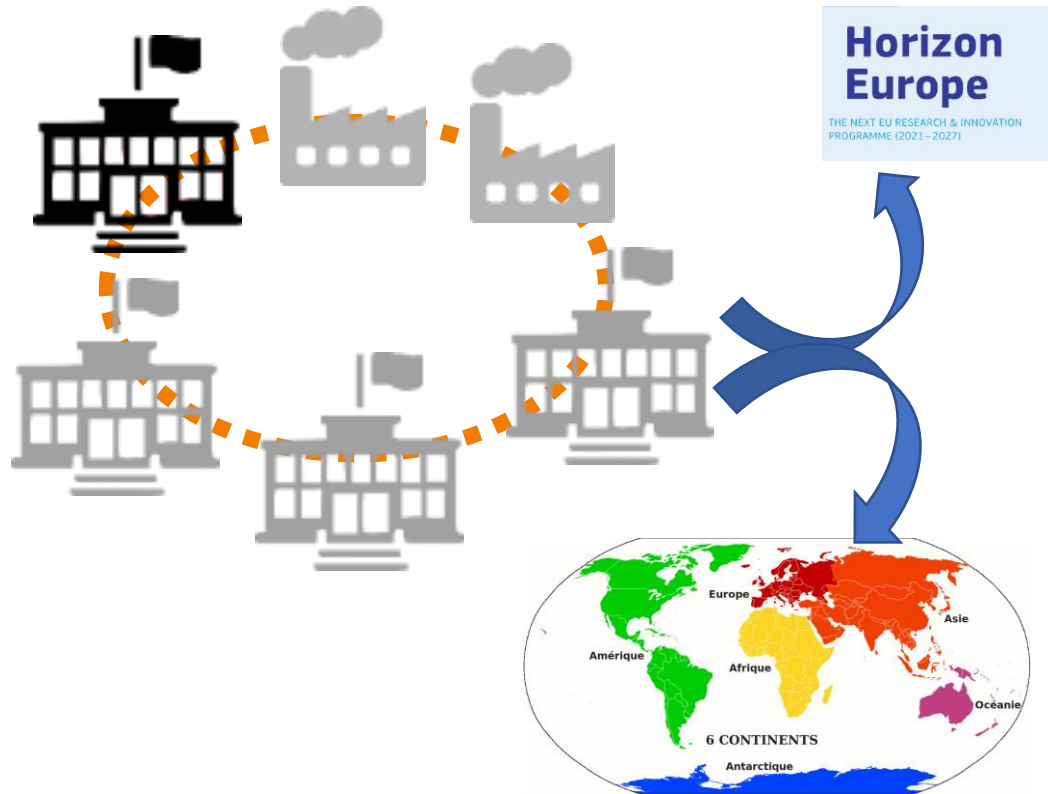 Horizon
Europe
THE NEXT EU RESEARCH & INNOVATION
PROGRAMME (2021 – 2027)
Europe
Asie
Amérique
Afrique
Océanie
6 CONTINENTS
Antarctique